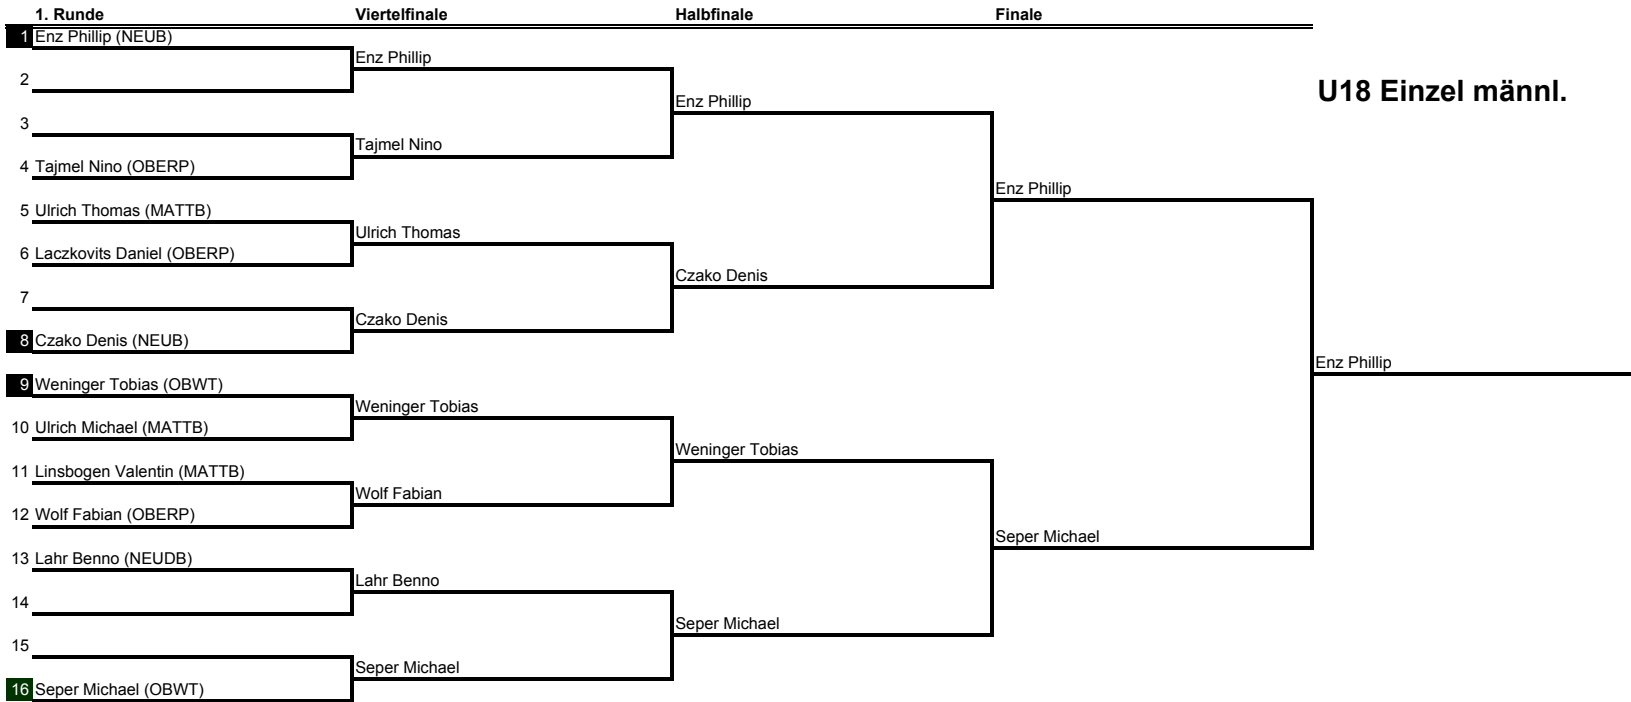 1. Runde Viertelfinale Halbfinale Finale
1 Enz Phillip (NEUB)
Enz Phillip
2
U18 Einzel männl.
Enz Phillip
3
Tajmel Nino
4 Tajmel Nino (OBERP)
Enz Phillip
5 Ulrich Thomas (MATTB)
Ulrich Thomas
6 Laczkovits Daniel (OBERP)
Czako Denis
7
Czako Denis
8 Czako Denis (NEUB)
Enz Phillip
9 Weninger Tobias (OBWT)
Weninger Tobias
10 Ulrich Michael (MATTB)
Weninger Tobias
11 Linsbogen Valentin (MATTB)
Wolf Fabian
12 Wolf Fabian (OBERP)
Seper Michael
13 Lahr Benno (NEUDB)
Lahr Benno
14
Seper Michael
15
Seper Michael
16 Seper Michael (OBWT)